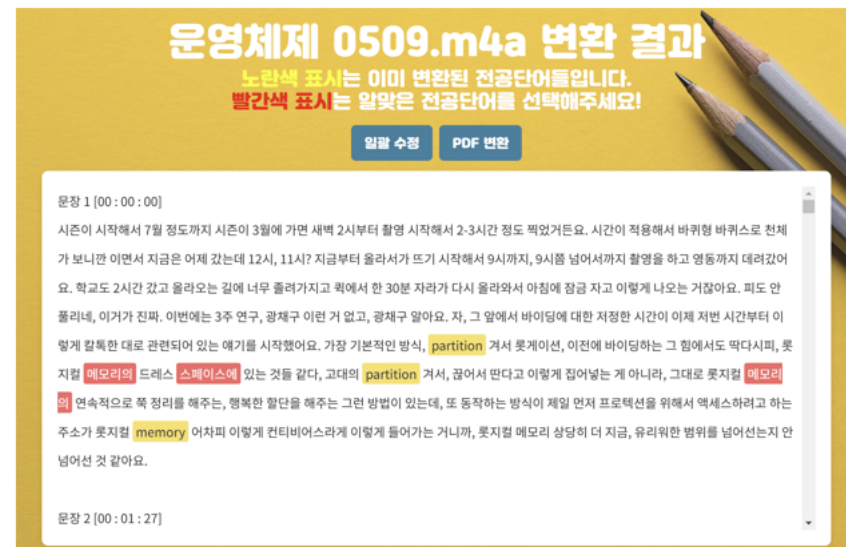 운영체제 0509.m4a 변환 결과
노란색 표시는 이미 변환된 전공단어들입니다.
빨간색 표시는 알맞은 전공단어를 선택해주세요!
일괄 수정 PDF 변환
문장 1 [00 : 00 : 00]
시즌이 시작해서 7월 정도까지 시즌이 3월에 가면 새벽 2시부터 촬영 시작해서 2-3시간 정도 찍었거든요. 시간이 적용해서 바퀴형 바퀴스로 천체
가 보니깐 이면서 지금은 어제 갔는데 12시, 11시? 지금부터 올라서가 뜨기 시작해서 9시까지, 9시쯤 넘어서까지 촬영을 하고 영동까지 데려갔어
요. 학교도 2시간 갔고 올라오는 길에 너무 졸려가지고 퀵에서 한 30분 자라가 다시 올라와서 아침에 잠금 자고 이렇게 나오는 거잖아요. 피도 안
풀리네, 이거가 진짜. 이번에는 3주 연구, 광채구 이런 거 없고, 광채구 알아요. 자, 그 앞에서 바이딩에 대한 저정한 시간이 이제 저번 시간부터 이
렇게 칼톡한 대로 관련되어 있는 얘기를 시작했어요. 가장 기본적인 방식, partition 겨서 롯게이션, 이전에 바이딩하는 그 힘에서도 딱다시피, 롯
지컬 메모리의 드레스 스페이스에 있는 것들 같다, 고대의 partition 겨서, 끊어서 딴다고 이렇게 집어넣는 게 아니라, 그대로 롯지컬 메모리
의 연속적으로 쭉 정리를 해주는, 행복한 할단을 해주는 그런 방법이 있는데, 또 동작하는 방식이 제일 먼저 프로텍션을 위해서 액세스하려고 하는
주소가 롯지컬 memory 어차피 이렇게 컨티비어스라게 이렇게 들어가는 거니까, 롯지컬 메모리 상당히 더 지금, 유리워한 범위를 넘어선는지 안
넘어선 것 같아요.
문장 2 [00 : 01 : 27]